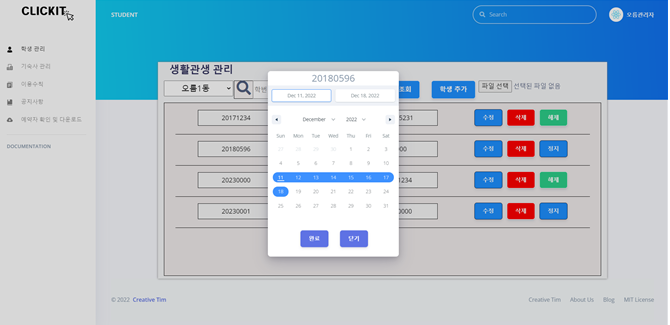 CLICKIT
STUDENT
Search
오름관리자
학생 관리
기숙사 관리
이용수칙
공지사항
예약자 확인 및 다운로드
DOCUMENTATION
생활관생 관리
오름1동
학생
조회
학생 추가
파일 선택 선택된 파일 없음
20171234
5231
수정 삭제 해제
20180596
000
수정 삭제 정지
20230000
1234
수정 삭제 해제
20230001
0000
수정 삭제 정지
20180596
Dec 11, 2022
Dec 18, 2022
December 2022
Sun Mon Tue Wed Thu Fri Sat
27 28 29 30 1 2 3
4 5 6 7 8 9 10
11 12 13 14 15 16 17
18 19 20 21 22 23 24
25 26 27 28 29 30 31
완료 닫기
© 2022 Creative Tim
Creative Tim About Us Blog MIT License